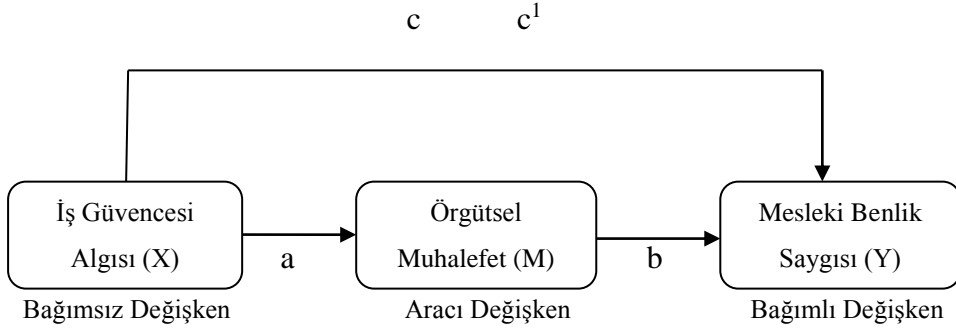 c c¹
İş Güvencesi
Algısı (X)
a
Örgütsel
Muhalefet (M)
b
Mesleki Benlik
Saygısı (Y)
Bağımsız Değişken
Aracı Değişken
Bağımlı Değişken